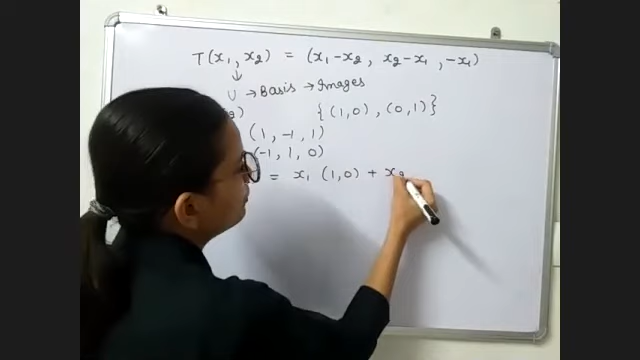 T(x₁, x₂) = (x₁-x₂, x₂-x₁, -x₁)
↓
U → Basis → Images
{(1,0), (0,1)}
(1, -1, 1)
(-1, 1, 0)
= x₁ (1,0) + x₂